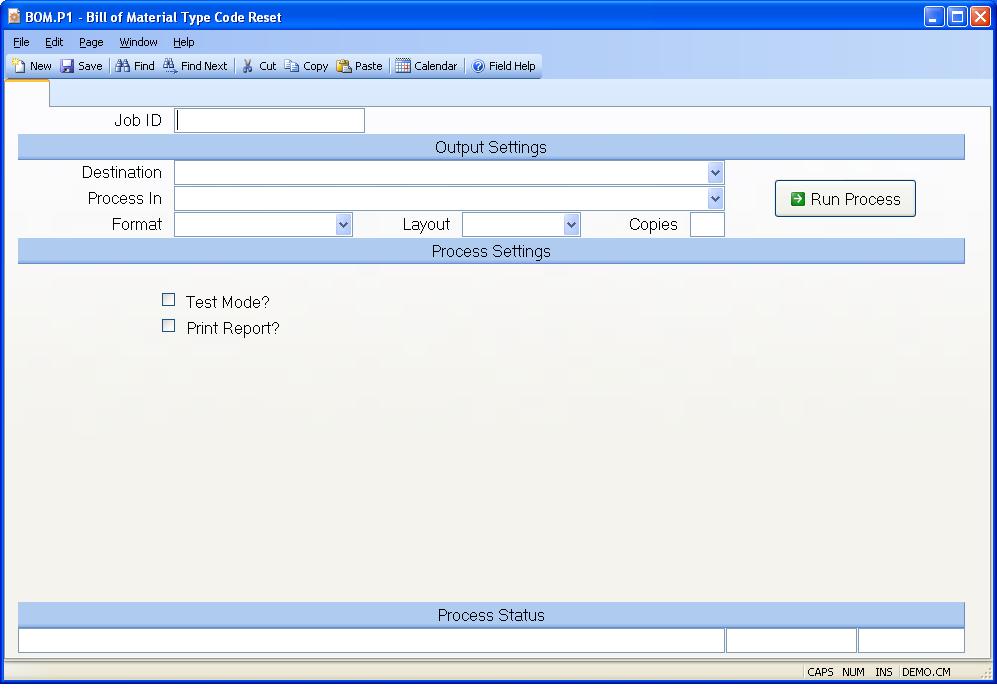 BOM.P1 - Bill of Material Type Code Reset
File Edit Page Window Help
New Save Find Find Next Cut Copy Paste Calendar Field Help
Job ID
Output Settings
Destination
Process In
Run Process
Format Layout Copies
Process Settings
Test Mode?
Print Report?
Process Status
CAPS NUM INS DEMO.CM